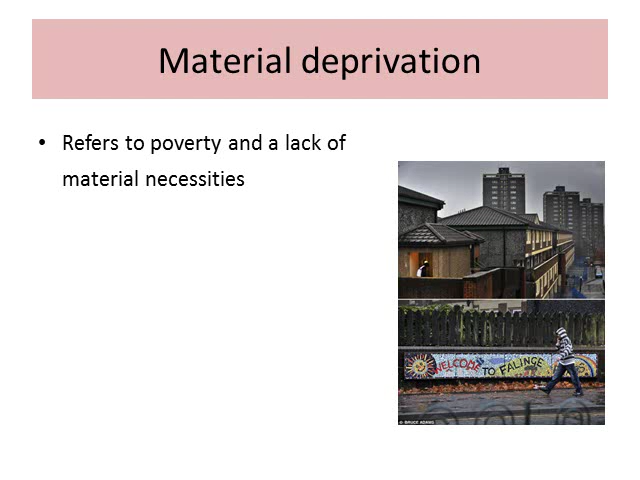 Material deprivation
• Refers to poverty and a lack of
material necessities
WELCOME TO FALINGE
© BRUCE ADAMS